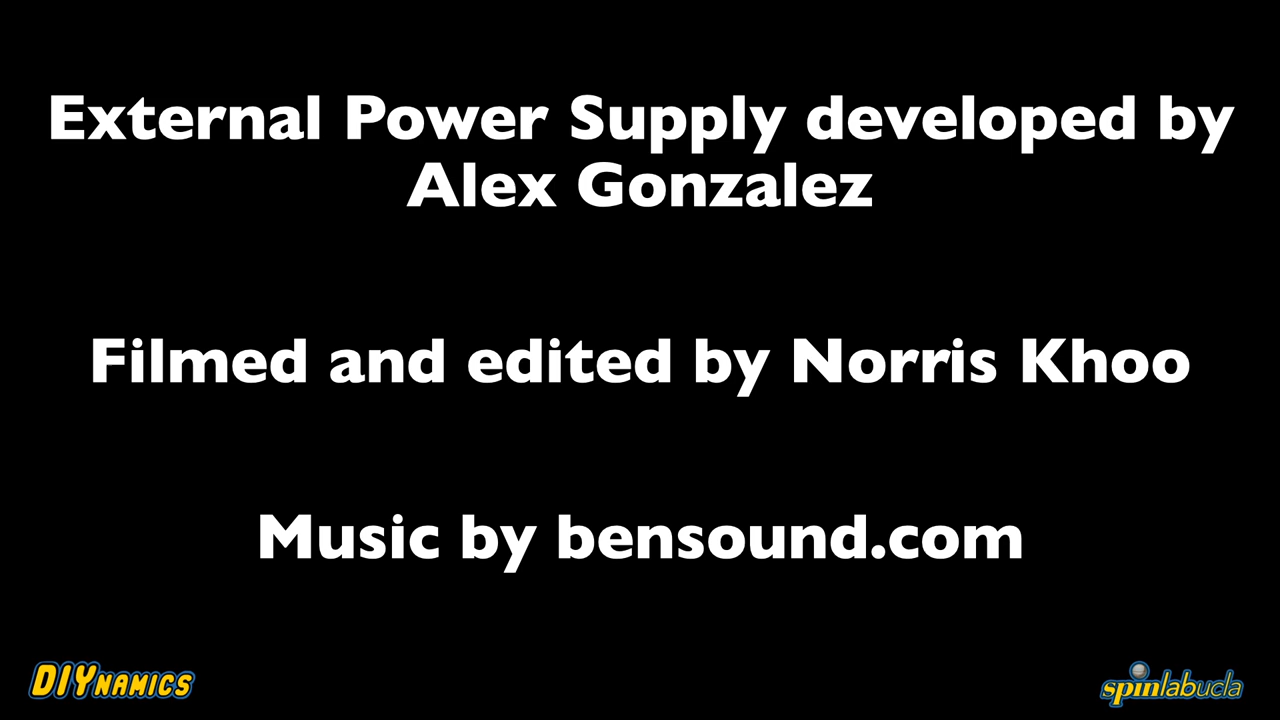 External Power Supply developed by
Alex Gonzalez
Filmed and edited by Norris Khoo
Music by bensound.com
DIYNAMICS
spinlabucla